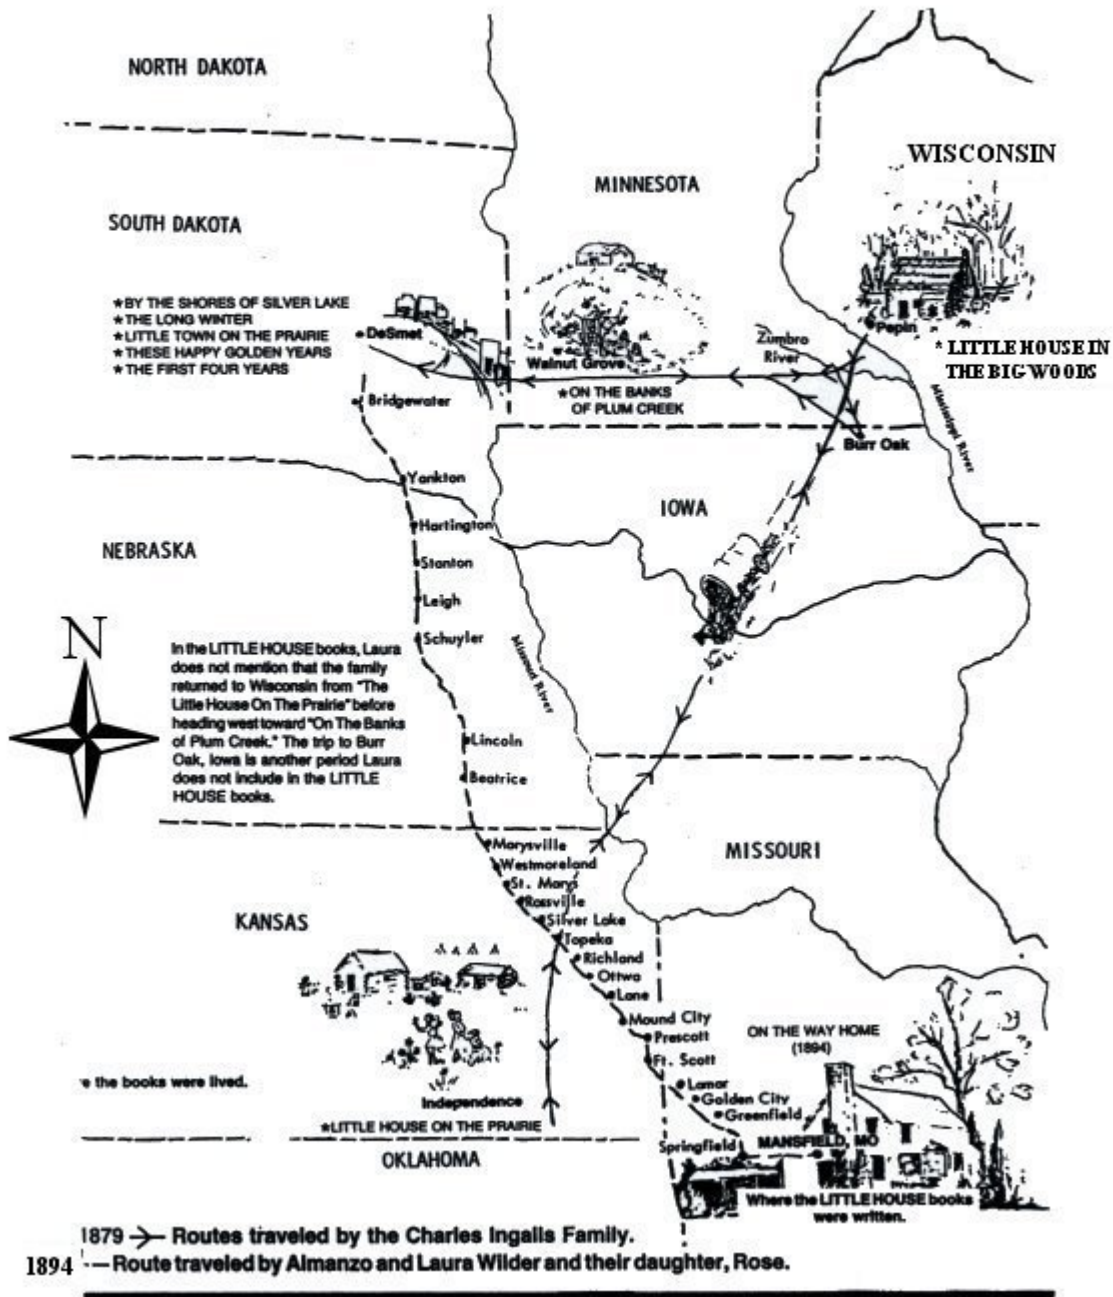 NORTH DAKOTA
WISCONSIN
MINNESOTA
SOUTH DAKOTA
★BY THE SHORES OF SILVER LAKE
★THE LONG WINTER
★LITTLE TOWN ON THE PRAIRIE
★THESE HAPPY GOLDEN YEARS
★THE FIRST FOUR YEARS
DeSmet
Walnut Grove
Zumbro
River
Pepin
* LITTLE HOUSE IN
THE BIG WOODS
★ON THE BANKS
OF PLUM CREEK
Bridgewater
Mississippi River
Burr Oak
Yankton
IOWA
Hartington
NEBRASKA
Stanton
Leigh
Schuyler
N
In the LITTLE HOUSE books, Laura
does not mention that the family
returned to Wisconsin from "The
Little House On The Prairie" before
heading west toward "On The Banks
of Plum Creek." The trip to Burr
Oak, Iowa is another period Laura
does not include in the LITTLE
HOUSE books.
Missouri River
Lincoln
Beatrice
Marysville
Westmoreland
St. Marys
Rossville
Silver Lake
Topeka
MISSOURI
KANSAS
Richland
Ottwa
Lane
Mound City
Prescott
Ft. Scott
Lamar
Golden City
Greenfield
ON THE WAY HOME
(1894)
e the books were lived.
Independence
★LITTLE HOUSE ON THE PRAIRIE
Springfield
MANSFIELD, MO
OKLAHOMA
Where the LITTLE HOUSE books
were written.
1879 Routes traveled by the Charles Ingalls Family.
1894 Route traveled by Almanzo and Laura Wilder and their daughter, Rose.